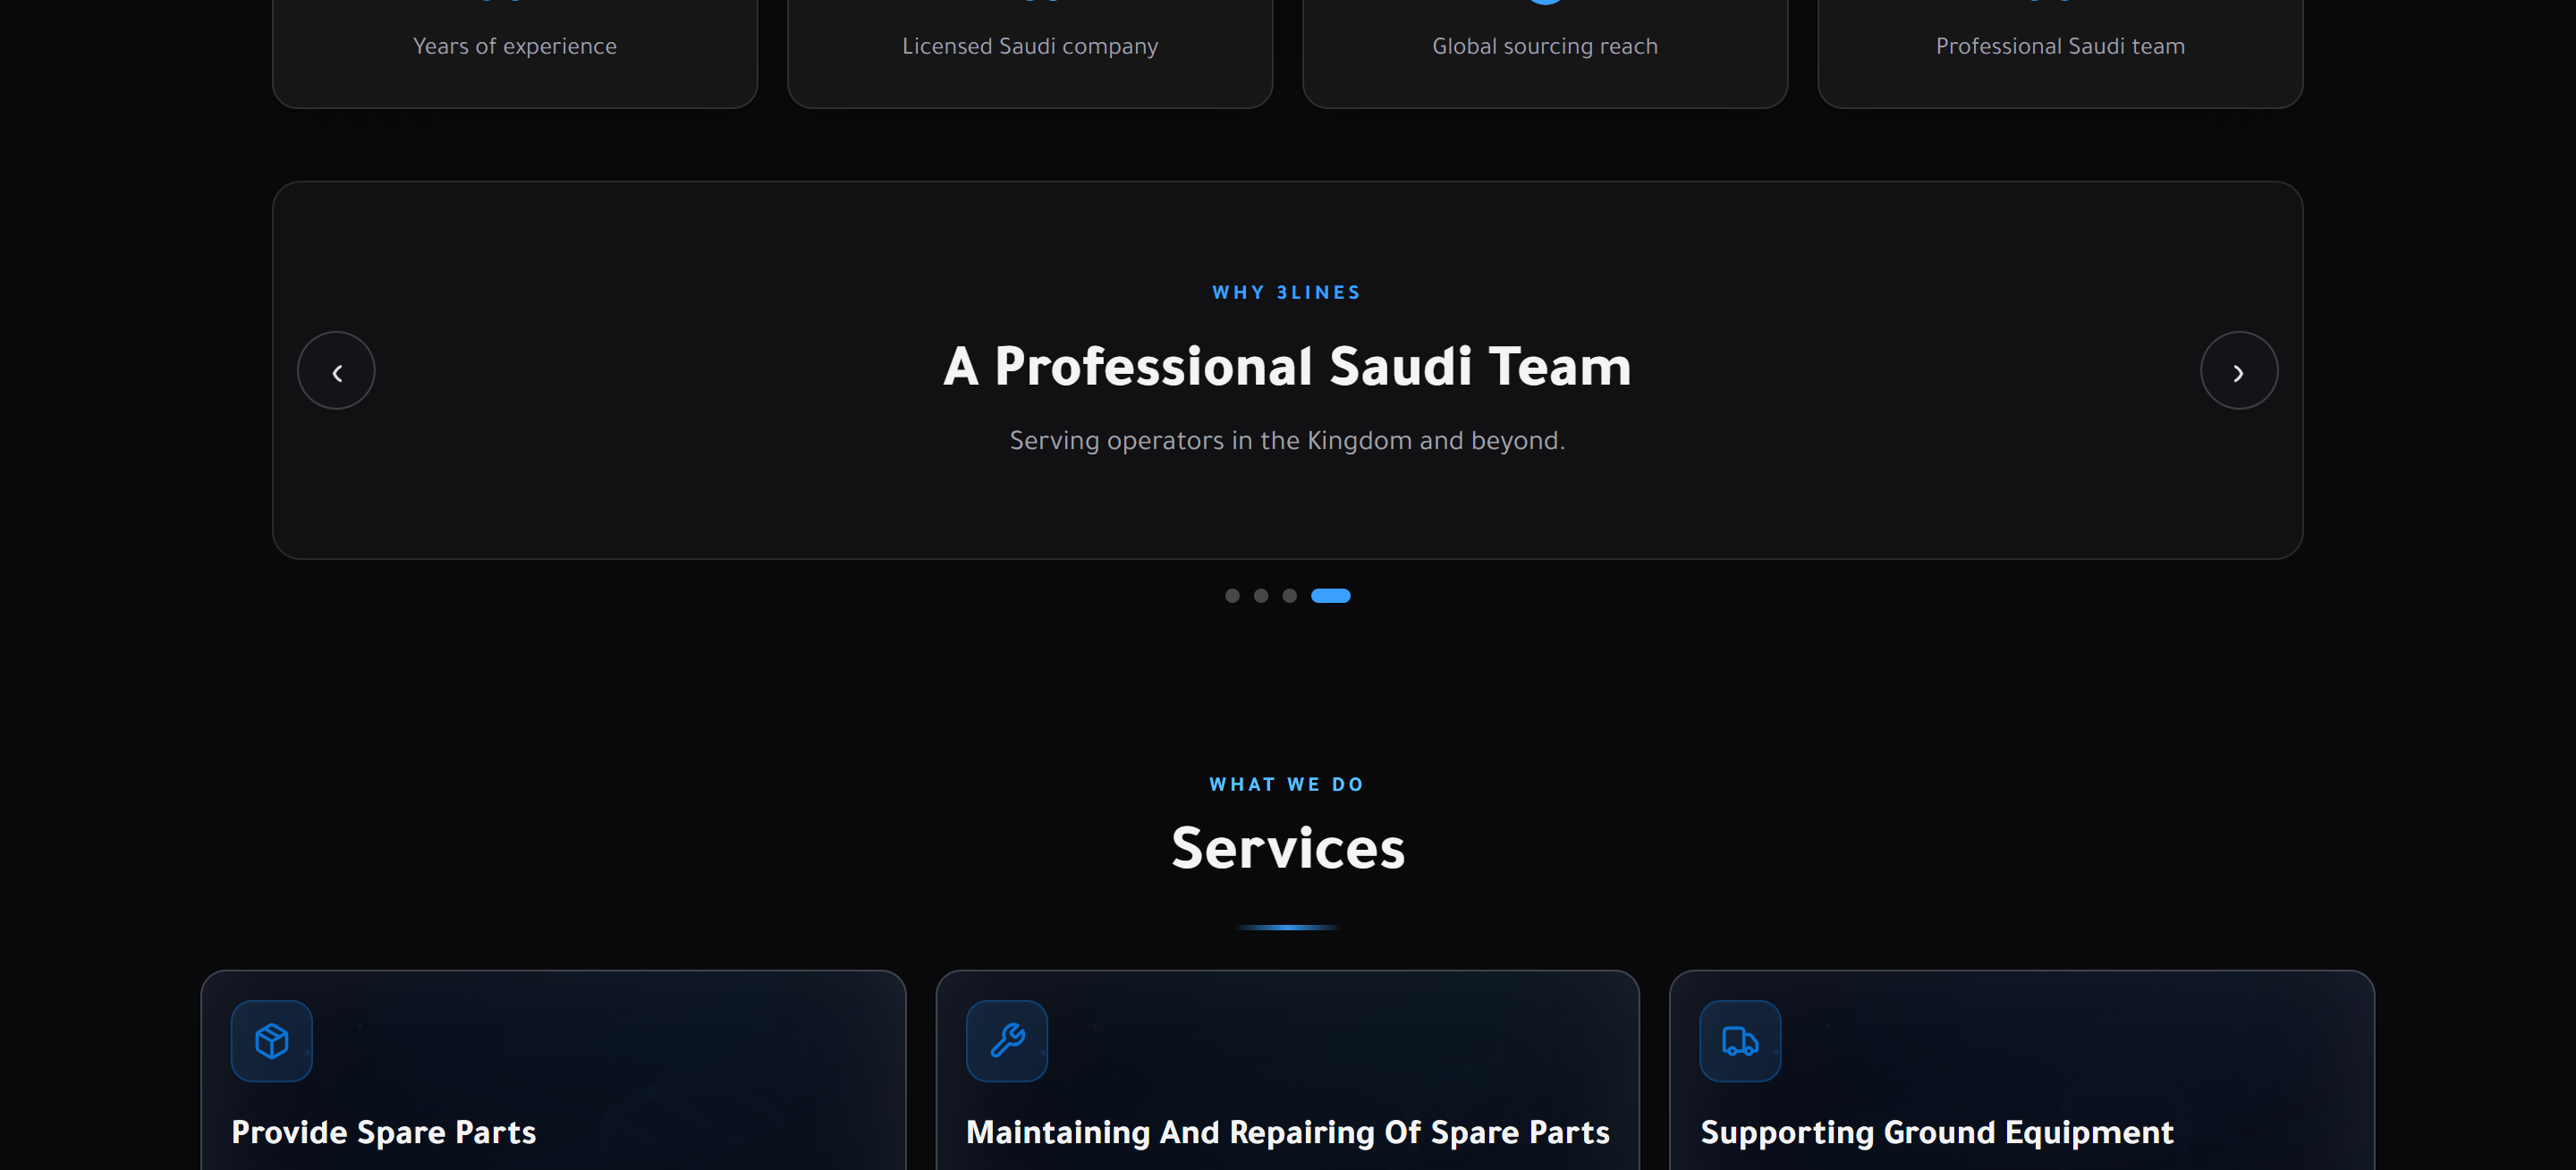 Years of experience
Licensed Saudi company
Global sourcing reach
Professional Saudi team
WHY 3LINES
A Professional Saudi Team
Serving operators in the Kingdom and beyond.
‹
›
WHAT WE DO
Services
Provide Spare Parts
Maintaining And Repairing Of Spare Parts
Supporting Ground Equipment